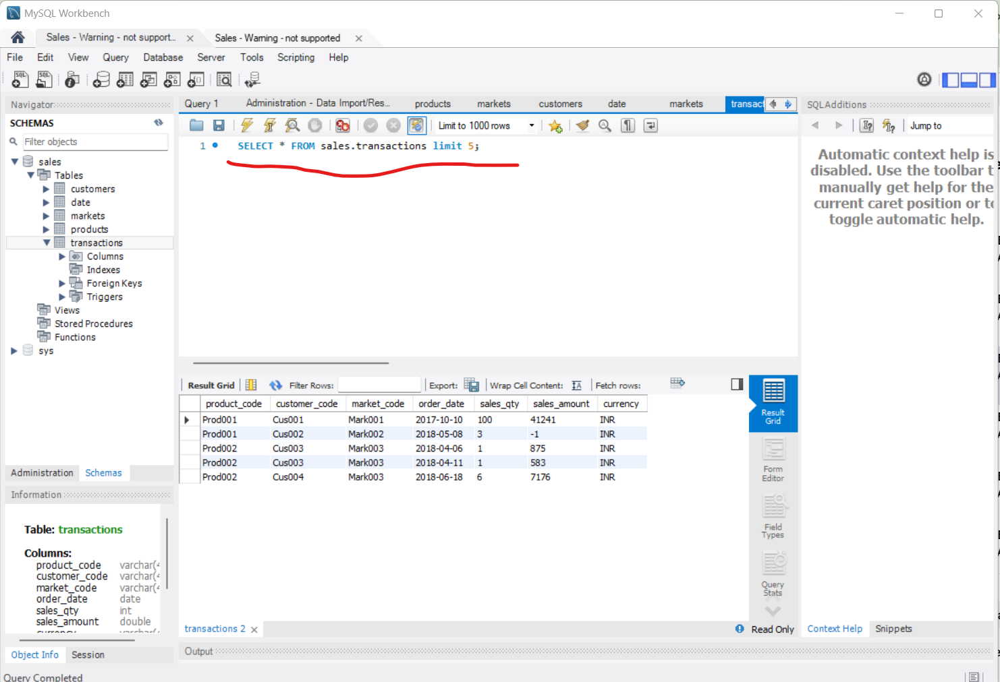 MySQL Workbench
Sales - Warning - not support...
Sales - Warning - not supported
File Edit View Query Database Server Tools Scripting Help
Navigator
SCHEMAS
Filter objects
sales
Tables
customers
date
markets
products
transactions
Columns
Indexes
Foreign Keys
Triggers
Views
Stored Procedures
Functions
sys
Administration Schemas
Information
Table: transactions
Columns:
product_code varchar(4
customer_code varchar(4
market_code varchar(4
order_date date
sales_qty int
sales_amount double
currency varchar(4
Object Info Session
Query Completed
Query 1 Administration - Data Import/Res... products markets customers date markets transact
Limit to 1000 rows
1 SELECT * FROM sales.transactions limit 5;
Result Grid Filter Rows: Export: Wrap Cell Content: Fetch rows:
product_code customer_code market_code order_date sales_qty sales_amount currency
Prod001 Cus001 Mark001 2017-10-10 100 41241 INR
Prod001 Cus002 Mark002 2018-05-08 3 -1 INR
Prod002 Cus003 Mark003 2018-04-06 1 875 INR
Prod002 Cus003 Mark003 2018-04-11 1 583 INR
Prod002 Cus004 Mark003 2018-06-18 6 7176 INR
Result
Grid
Form
Editor
Field
Types
Query
Stats
transactions 2
Read Only
Output
SQLAdditions
Jump to
Automatic context help is
disabled. Use the toolbar t
manually get help for the
current caret position or to
toggle automatic help.
Context Help Snippets